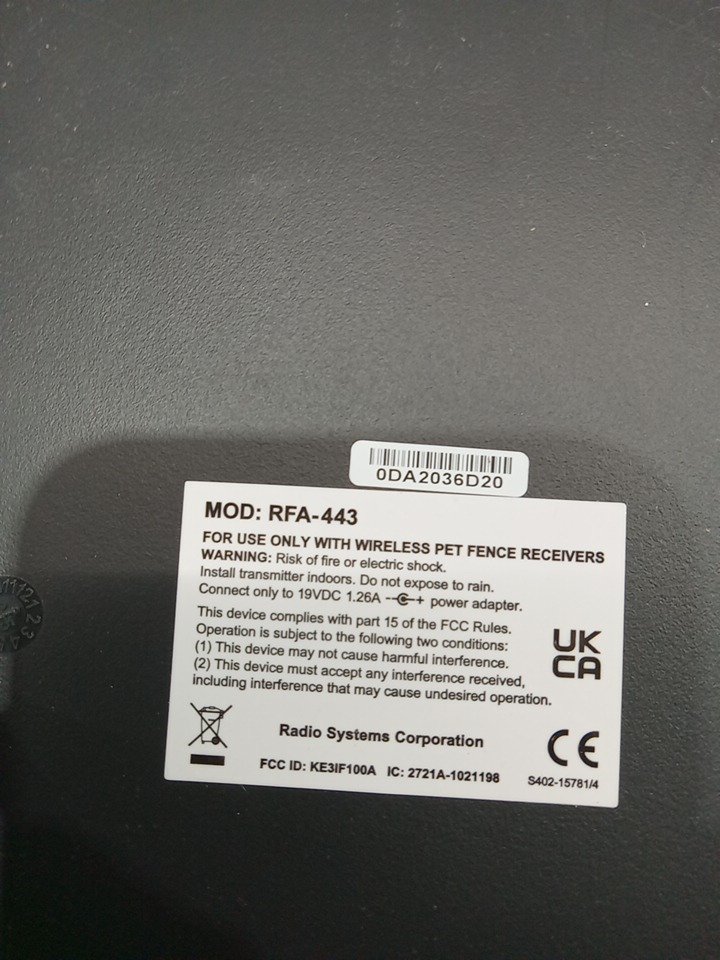 0DA2036D20
MOD: RFA-443
FOR USE ONLY WITH WIRELESS PET FENCE RECEIVERS
WARNING: Risk of fire or electric shock.
Install transmitter indoors. Do not expose to rain.
Connect only to 19VDC 1.26A - + power adapter.
This device complies with part 15 of the FCC Rules.
Operation is subject to the following two conditions:
(1) This device may not cause harmful interference.
(2) This device must accept any interference received,
including interference that may cause undesired operation.
UK
CA
Radio Systems Corporation
CE
FCC ID: KE3IF100A IC: 2721A-1021198
S402-15781/4